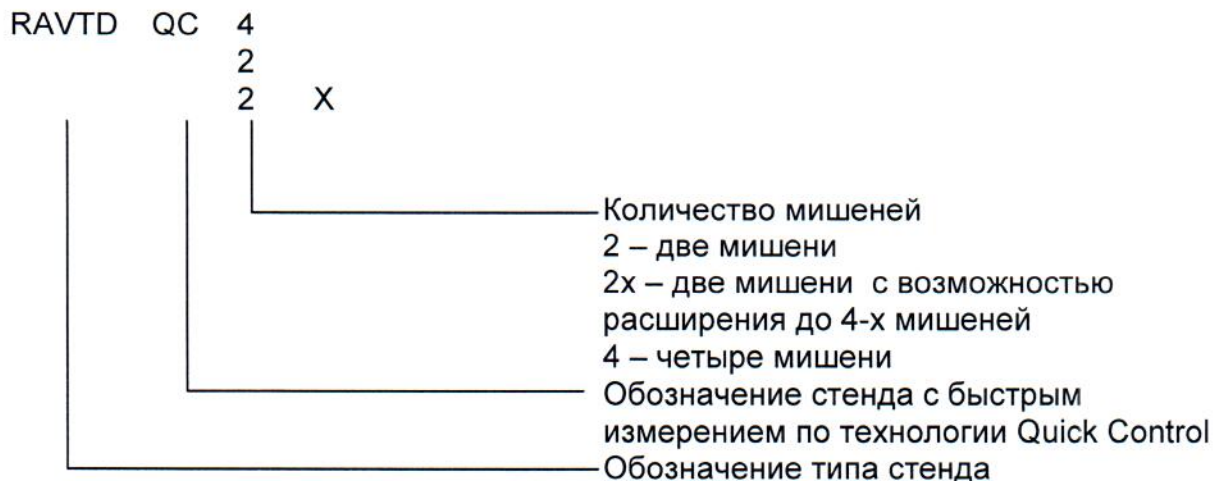 RAVTD QC 4
2
2 X
Количество мишеней
2 – две мишени
2х – две мишени с возможностью
расширения до 4-х мишеней
4 – четыре мишени
Обозначение стенда с быстрым
измерением по технологии Quick Control
Обозначение типа стенда